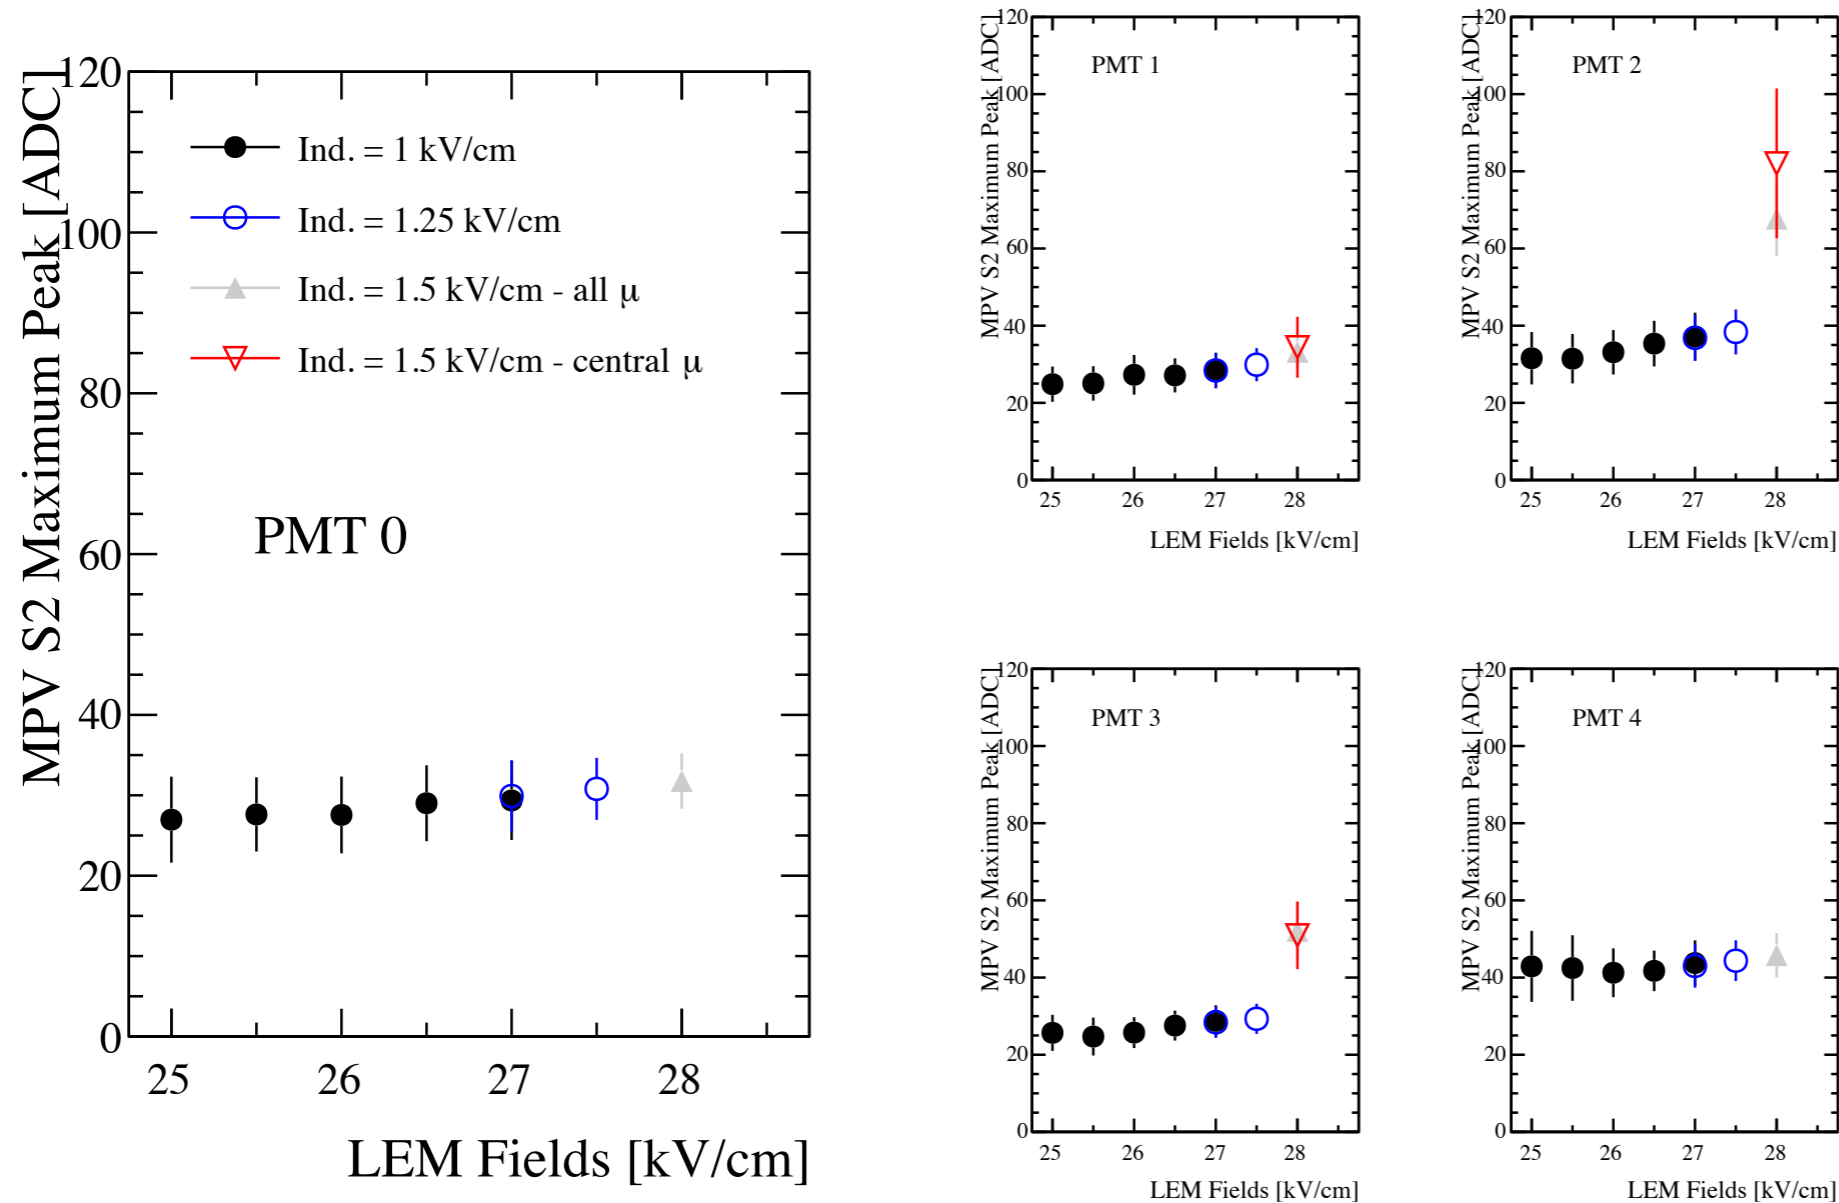 MPV S2 Maximum Peak [ADC]
120
100
80
60
40
20
0
Ind. = 1 kV/cm
Ind. = 1.25 kV/cm
Ind. = 1.5 kV/cm - all μ
Ind. = 1.5 kV/cm - central μ
PMT 0
25 26 27 28
LEM Fields [kV/cm]
MPV S2 Maximum Peak [ADC]
120
100
80
60
40
20
0
PMT 1
25 26 27 28
LEM Fields [kV/cm]
MPV S2 Maximum Peak [ADC]
120
100
80
60
40
20
0
PMT 2
25 26 27 28
LEM Fields [kV/cm]
MPV S2 Maximum Peak [ADC]
120
100
80
60
40
20
0
PMT 3
25 26 27 28
LEM Fields [kV/cm]
MPV S2 Maximum Peak [ADC]
120
100
80
60
40
20
0
PMT 4
25 26 27 28
LEM Fields [kV/cm]